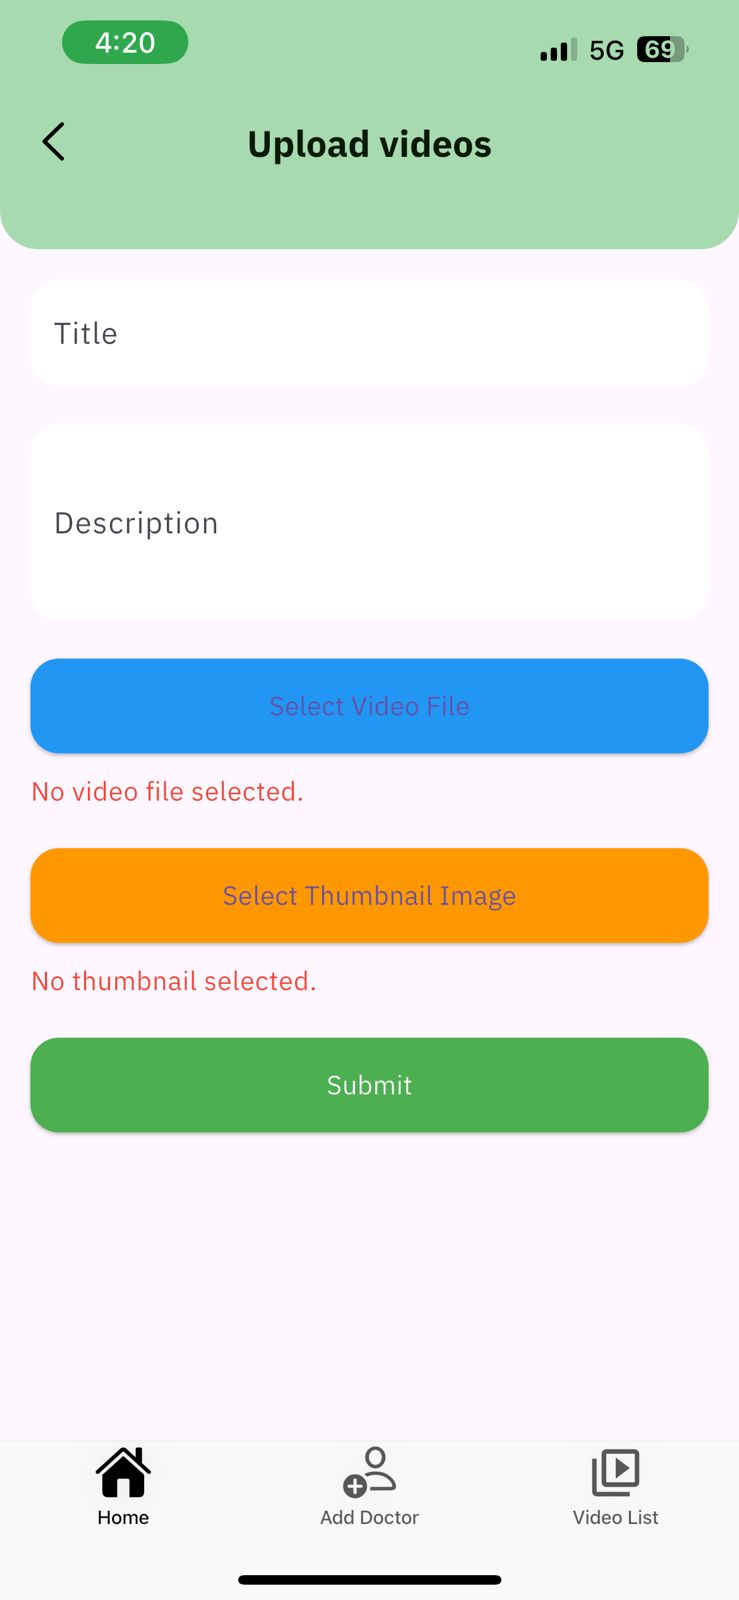 4:20
5G
69
Upload videos
Title
Description
Select Video File
No video file selected.
Select Thumbnail Image
No thumbnail selected.
Submit
Home
Add Doctor
Video List